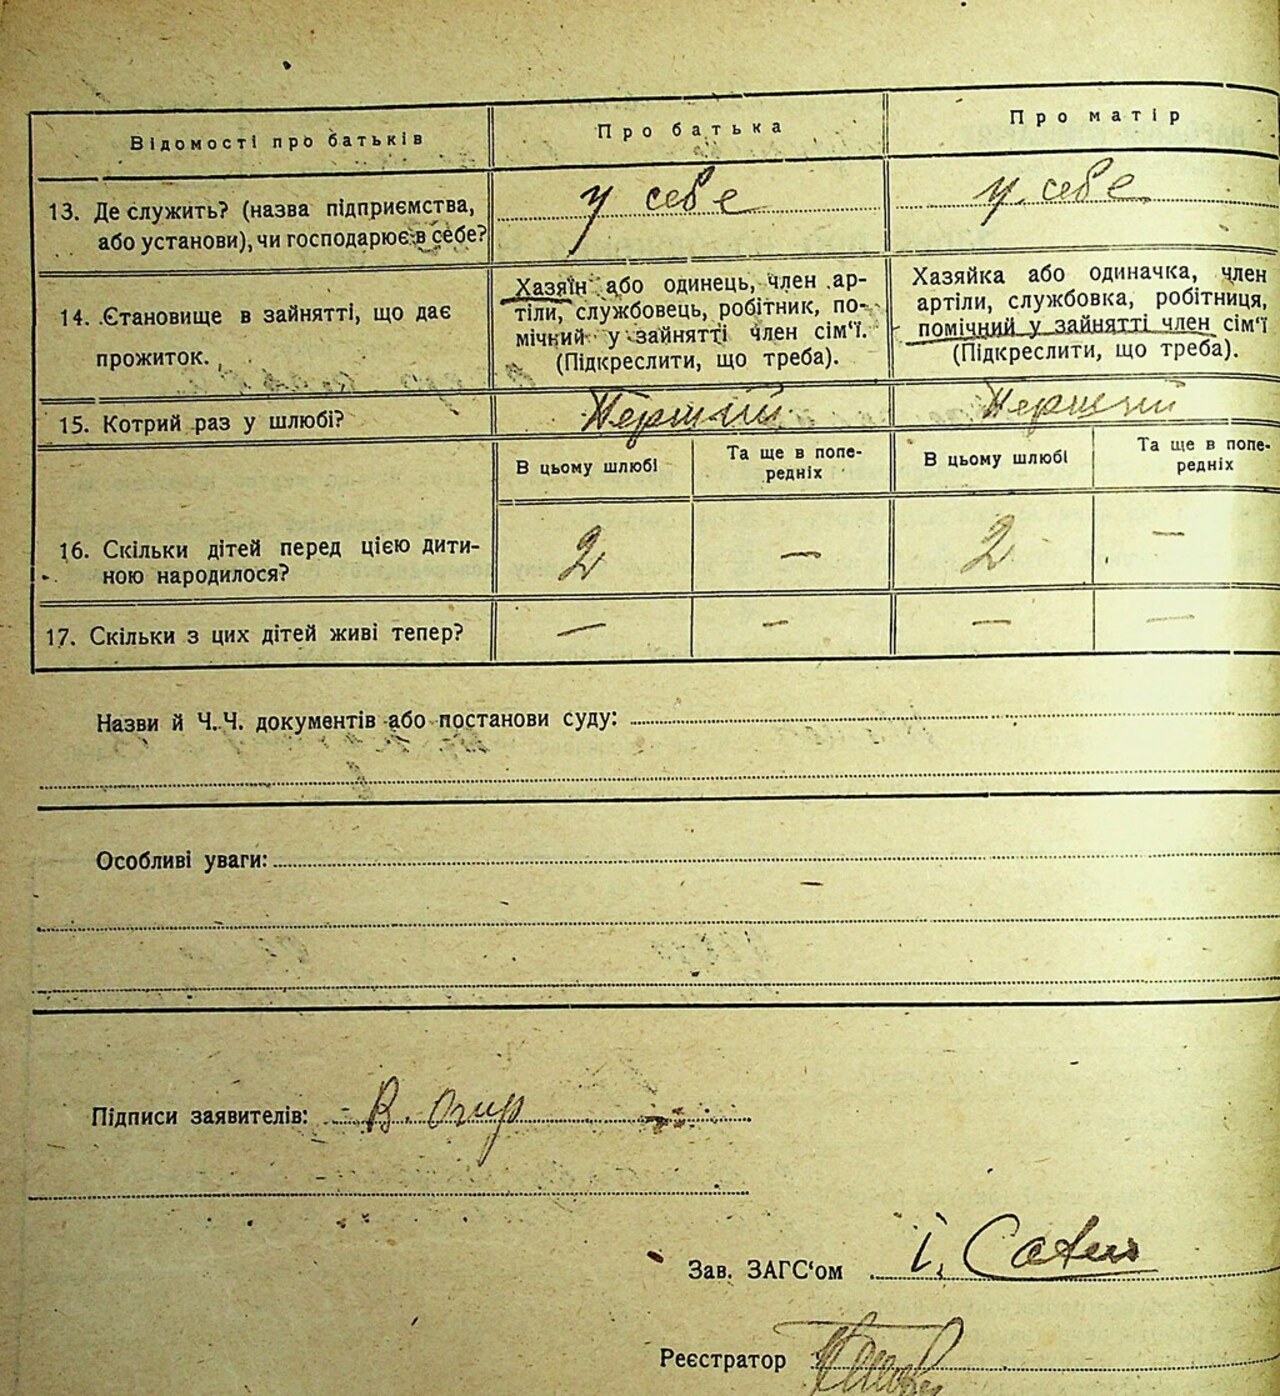 Відомості про батьків
Про батька
Про матір
13. Де служить? (назва підприємства,
або установи), чи господарює в себе?
у себе
у себе
14. Становище в зайнятті, що дає
прожиток.
Хазяїн або одинець, член ар-
тіли, службовець, робітник, по-
мічний у зайнятті член сім‘ї.
(Підкреслити, що треба).
Хазяйка або одиначка, член
артіли, службовка, робітниця,
помічний у зайнятті член сім‘ї
(Підкреслити, що треба).
15. Котрий раз у шлюбі?
Перший
Перший
В цьому шлюбі
Та ще в попе-
редніх
В цьому шлюбі
Та ще в попе-
редніх
16. Скільки дітей перед цією дити-
ною народилося?
2
—
2
—
17. Скільки з цих дітей живі тепер?
—
—
—
—
Назви й Ч.Ч. документів або постанови суду:
Особливі уваги:
—
Підписи заявителів: В. Огир
Зав. ЗАГС‘ом І.
Реєстратор